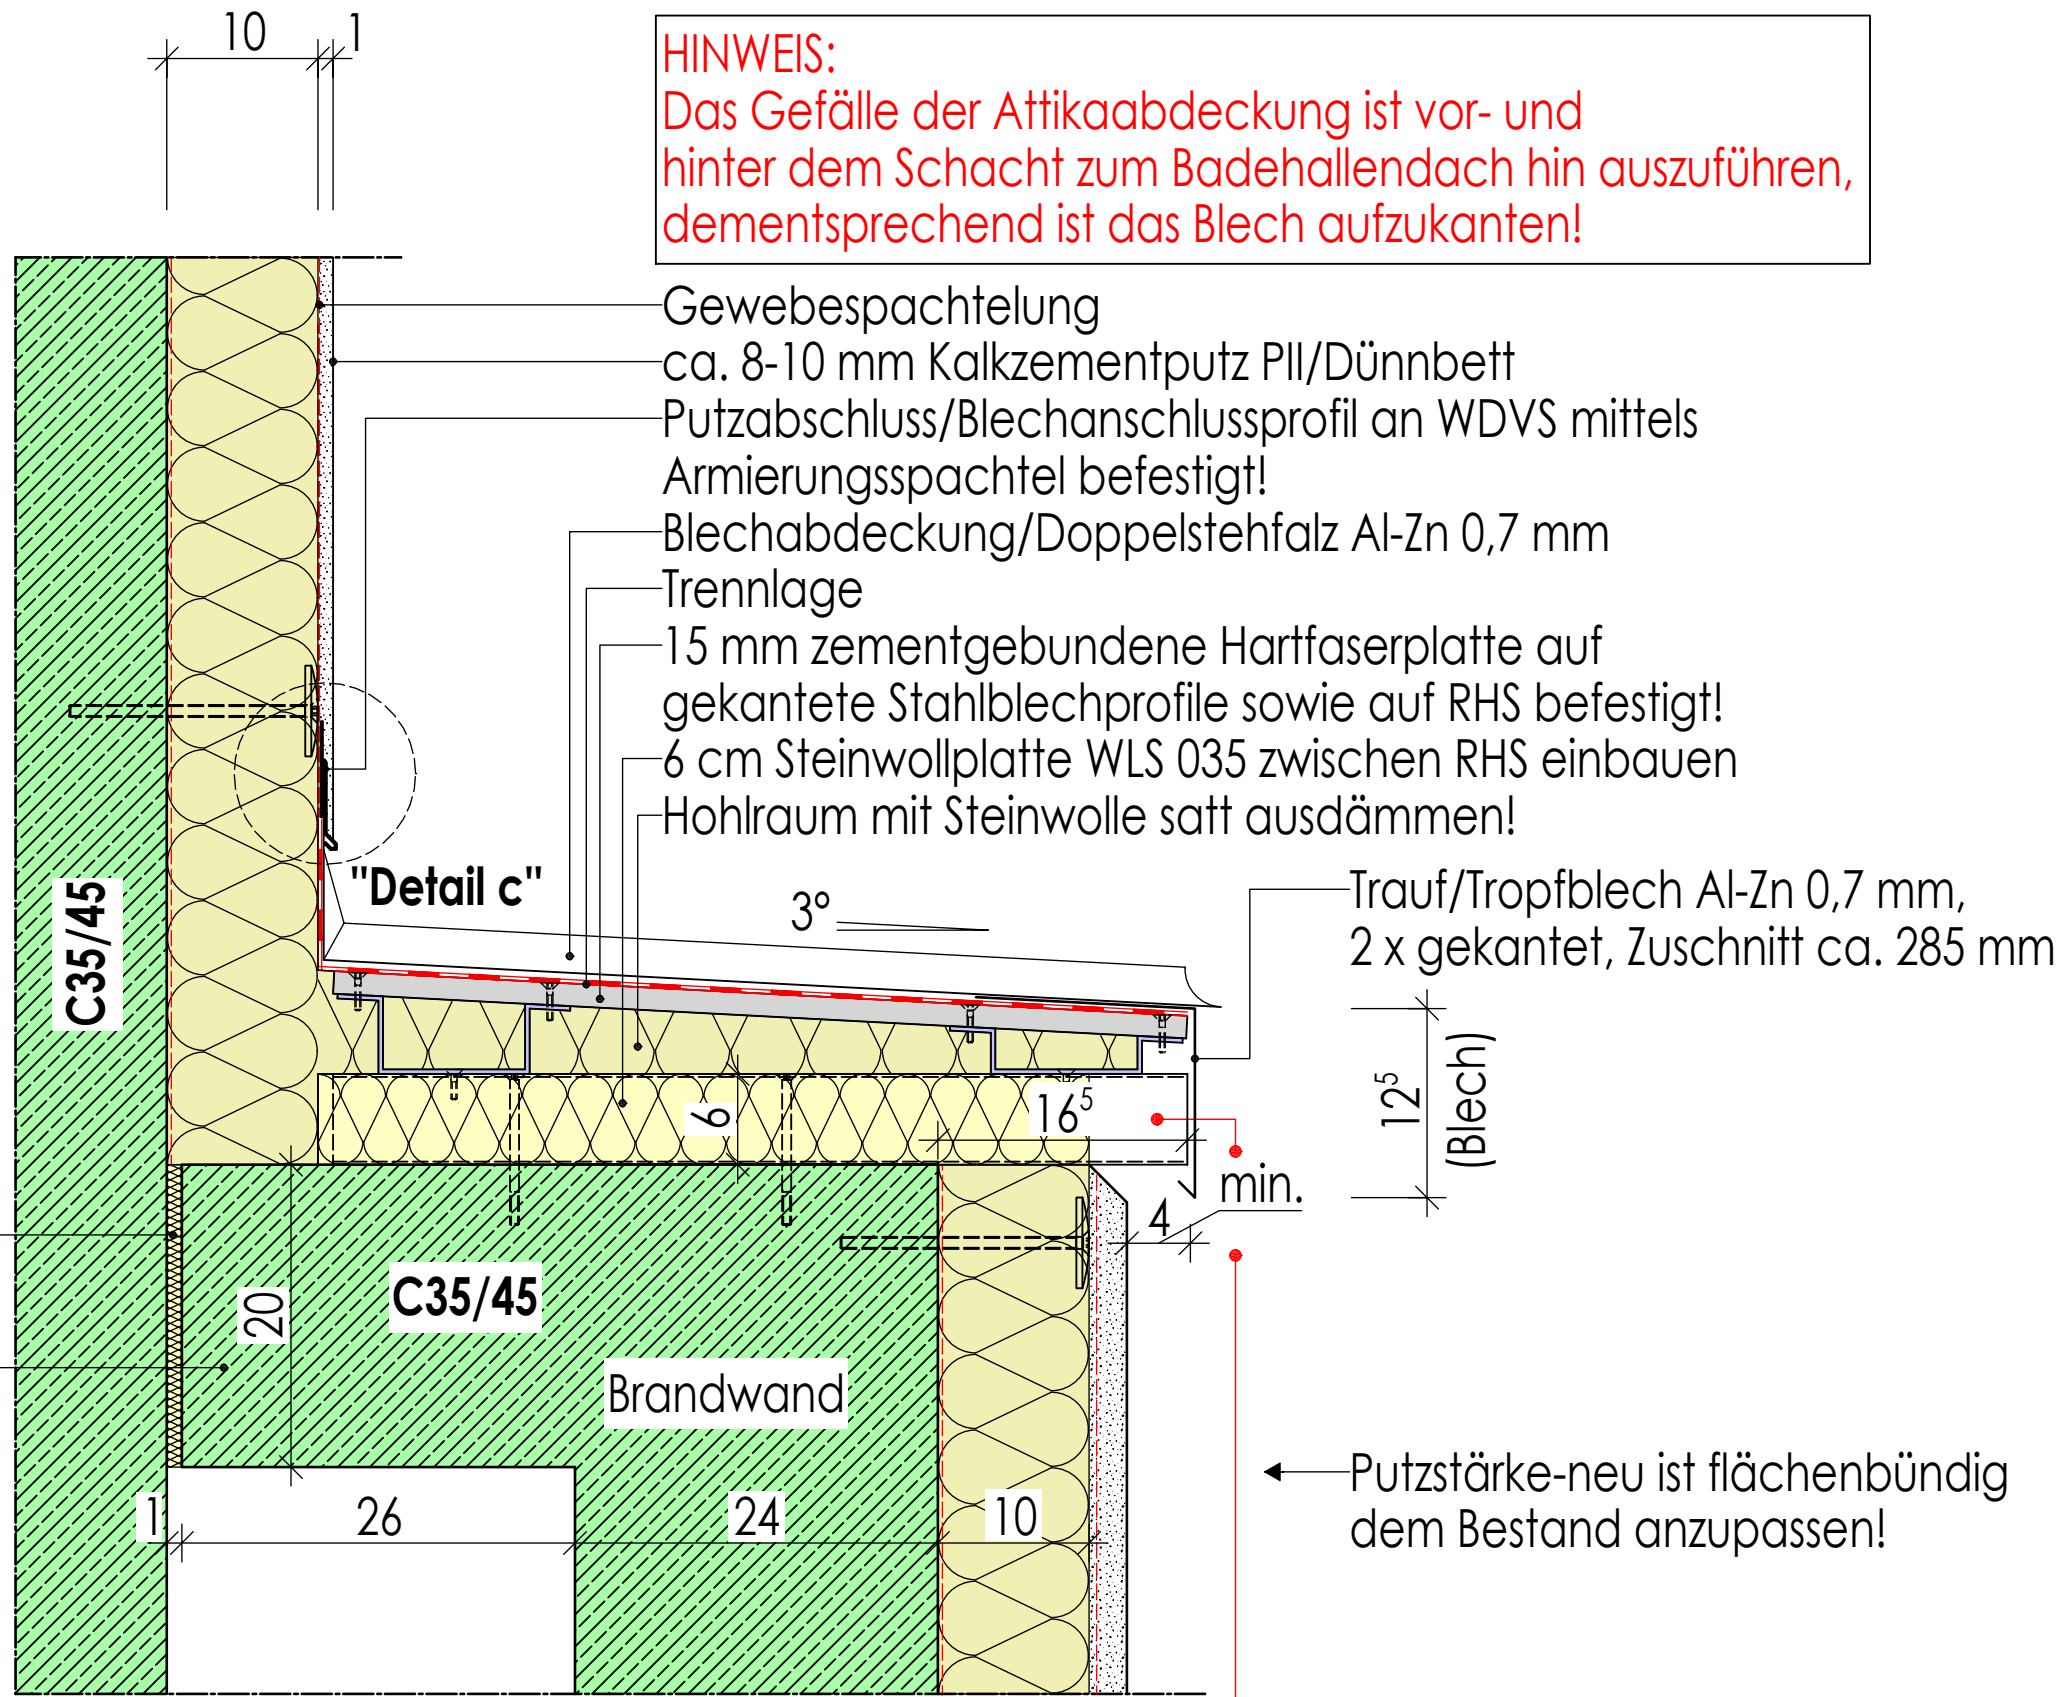 10 1
HINWEIS:
Das Gefälle der Attikaabdeckung ist vor- und
hinter dem Schacht zum Badehallendach hin auszuführen,
dementsprechend ist das Blech aufzukanten!
Gewebespachtelung
ca. 8-10 mm Kalkzementputz PII/Dünnbett
Putzabschluss/Blechanschlussprofil an WDVS mittels
Armierungsspachtel befestigt!
Blechabdeckung/Doppelstehfalz Al-Zn 0,7 mm
Trennlage
15 mm zementgebundene Hartfaserplatte auf
gekantete Stahlblechprofile sowie auf RHS befestigt!
6 cm Steinwollplatte WLS 035 zwischen RHS einbauen
Hohlraum mit Steinwolle satt ausdämmen!
"Detail c"
3°
Trauf/Tropfblech Al-Zn 0,7 mm,
2 x gekantet, Zuschnitt ca. 285 mm
C35/45
12⁵
(Blech)
6
16⁵
min.
4
C35/45
20
Brandwand
Putzstärke-neu ist flächenbündig
dem Bestand anzupassen!
1 26 24 10